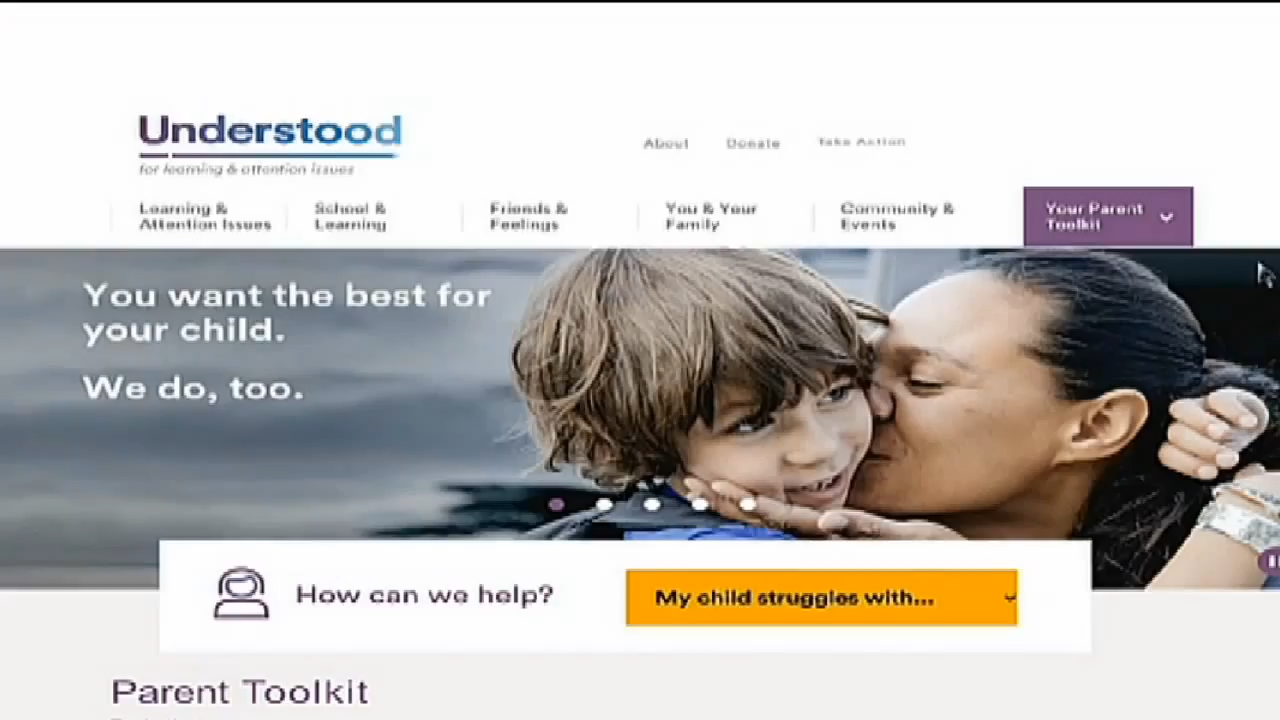 Understood
for learning & attention issues
About
Donate
Take Action
Learning &
Attention Issues
School &
Learning
Friends &
Feelings
You & Your
Family
Community &
Events
Your Parent
Toolkit
You want the best for
your child.
We do, too.
How can we help?
My child struggles with...
Parent Toolkit